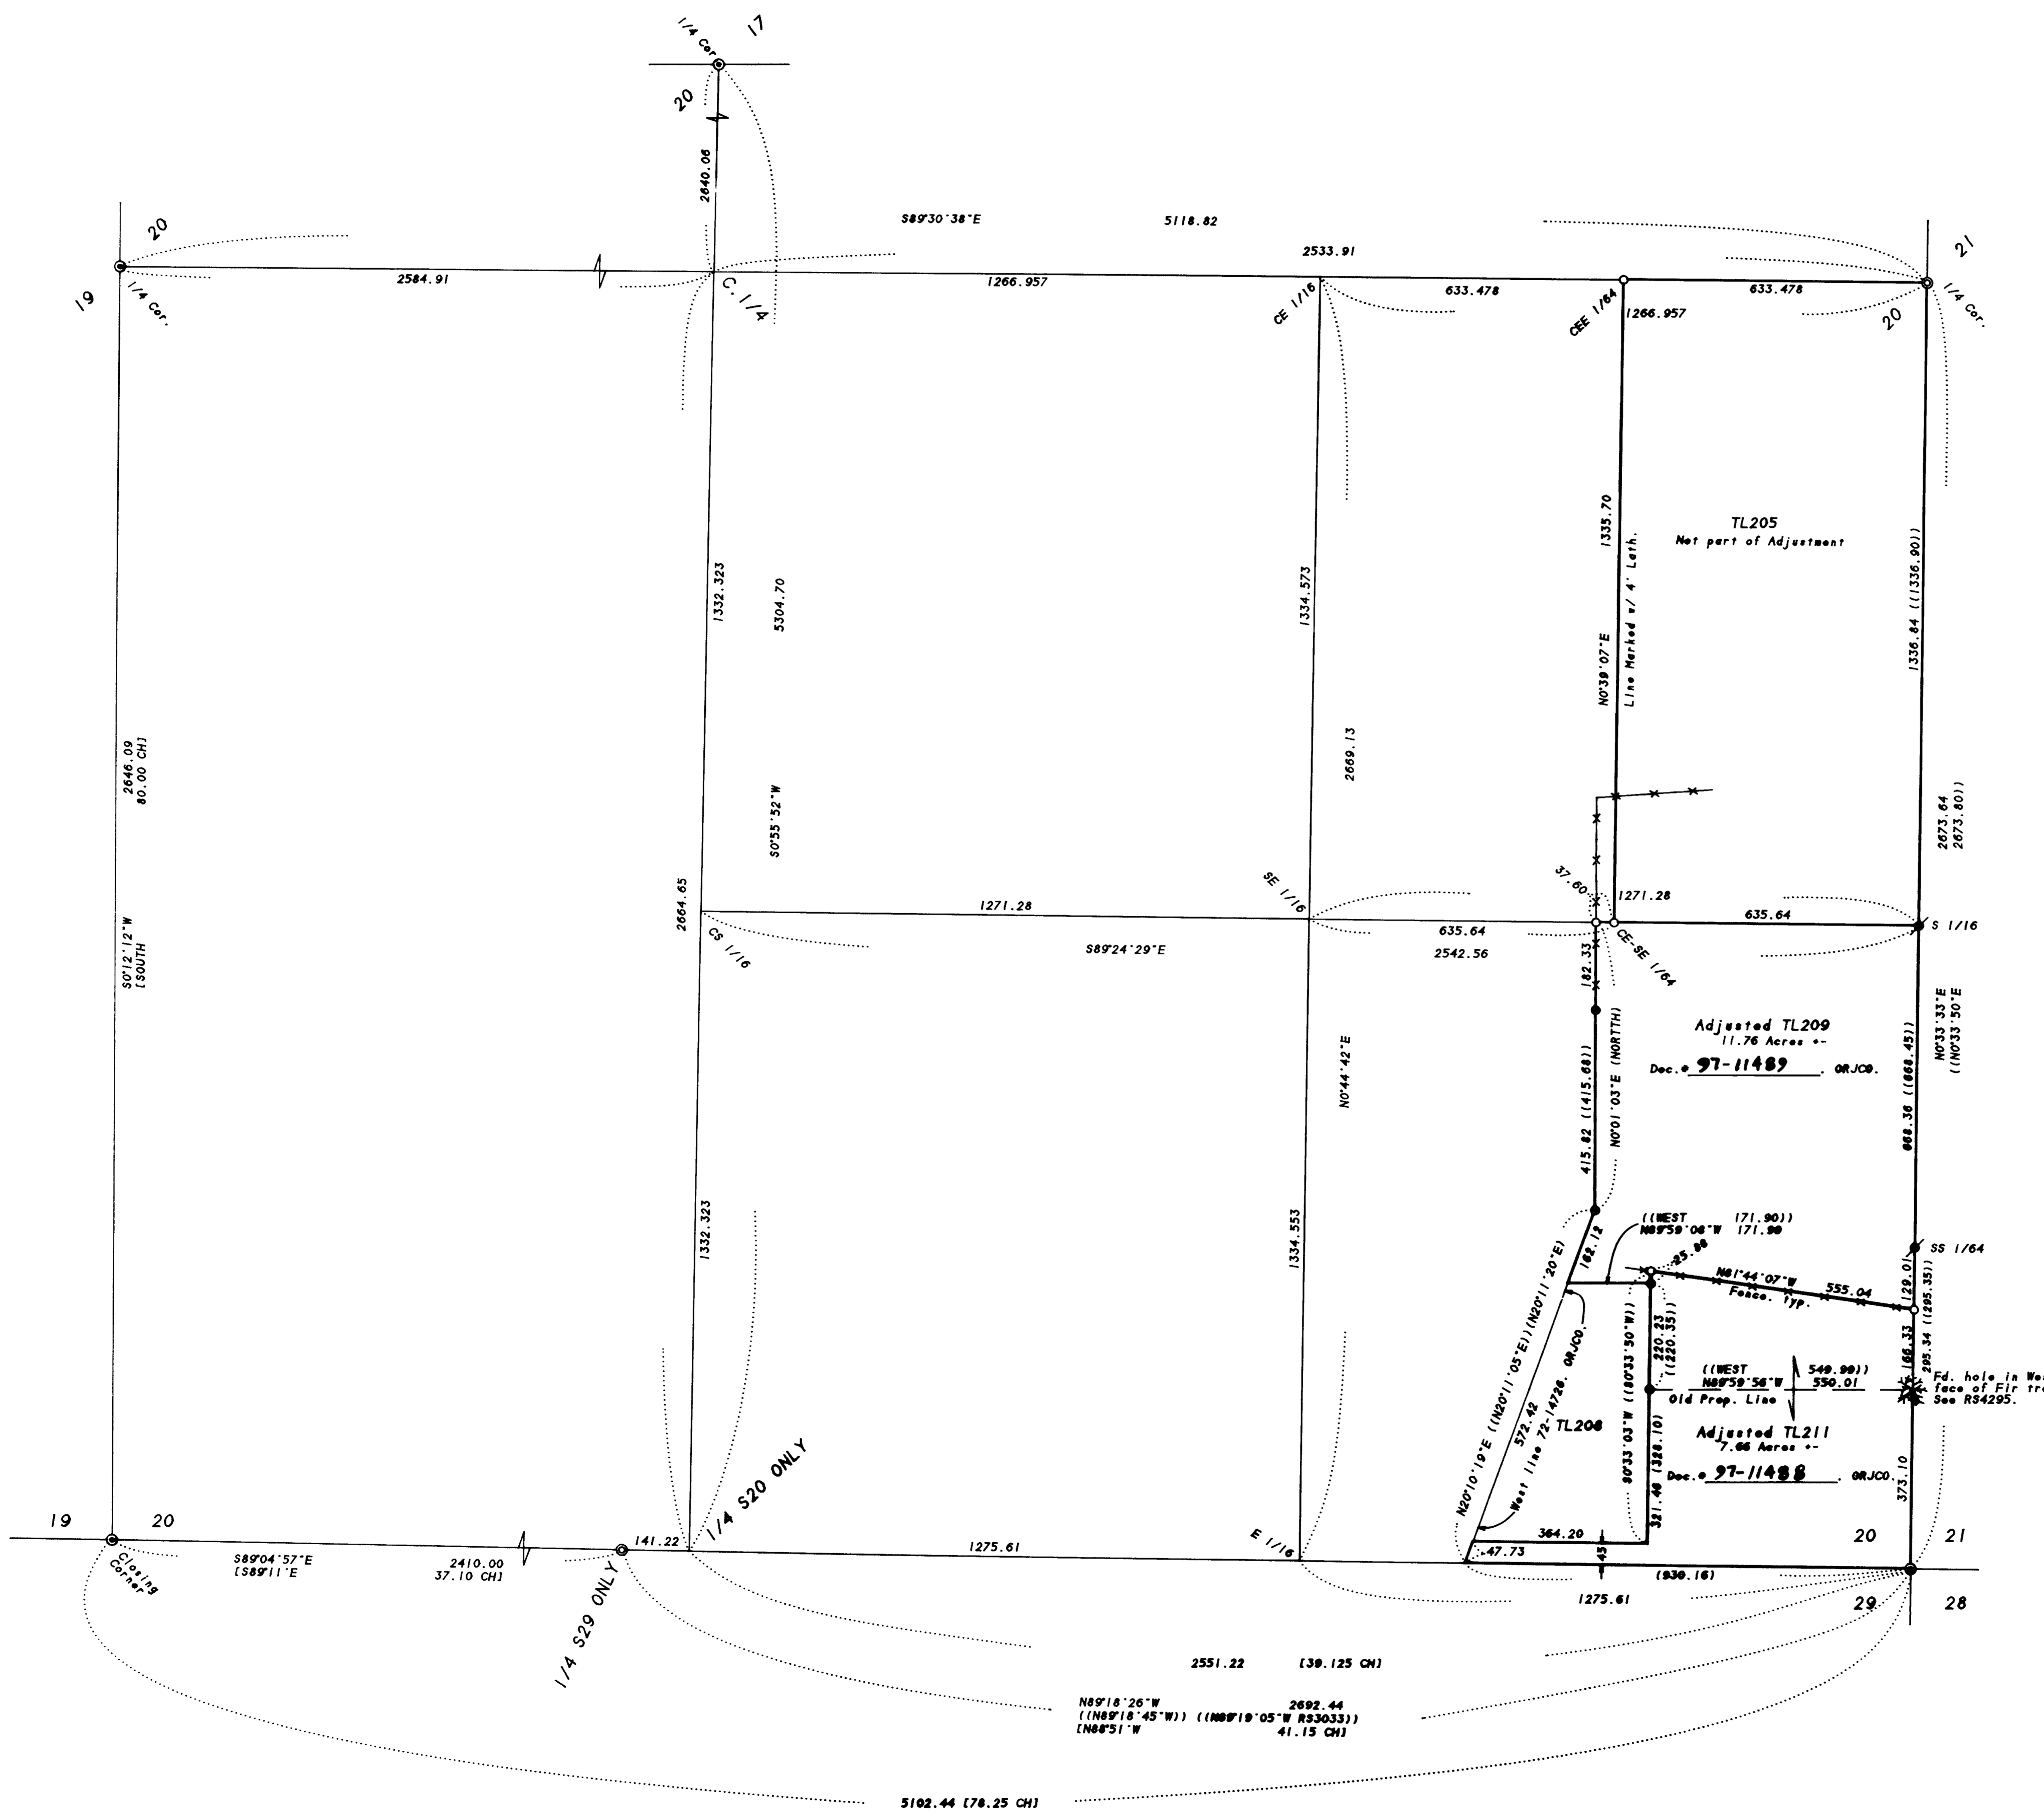 1/4 Cor.
17
20
2640.06
S89°30'38"E 5118.82
20
21
2533.91
2584.91
1266.957
633.478
633.478
19
1/4 Cor.
C. 1/4
CE 1/16
CEE 1/64
1266.957
20
1/4 Cor.
1335.70
N0°39'07"E
Line Marked w/ 4' Lath.
TL205
Not part of Adjustment
1336.84 ((1336.90))
1332.323
5304.70
1334.573
2669.13
2646.09
80.00 CH]
S0°12'12"W
[SOUTH
S0°55'52"W
2664.65
2673.64
2673.80))
37.60
1271.28
SE 1/16
1271.28
635.64
635.64
S 1/16
CS 1/16
S89°24'29"E
2542.56
182.33
CE-SE 1/64
N0°33'33"E
((N0°33'50"E
Adjusted TL209
11.76 Acres +-
Doc.# 97-11489. ORJCO.
N0°44'42"E
415.82 ((415.68))
N0°01'03"E (NORTTH)
668.36 ((668.45))
1332.323
1334.553
((WEST 171.90))
N89°59'06"W 171.90
162.12
25.86
SS 1/64
N81°44'07"W 555.04
Fence, typ.
129.01
295.34 ((295.35))
166.33
N20°10'19"E ((N20°11'05"E))(N20°11'20"E)
572.42
West line 72-14726, ORJCO.
S0°33'03"W ((S0°33'50"W))
220.23
(220.35))
((WEST 549.99))
N89°59'56"W 550.01
Old Prop. Line
Fd. hole in Wes
face of Fir tre
See RS4295.
TL208
Adjusted TL211
7.66 Acres +-
Doc.# 97-11488. ORJCO.
321.46 (328.10)
373.10
1/4 S20 ONLY
19
20
141.22
1275.61
E 1/16
364.20
47.73
45
20
21
Closing
Corner
S89°04'57"E 2410.00
[S89°11'E 37.10 CH]
1/4 S29 ONLY
(930.16)
1275.61
29
28
2551.22 [39.125 CH]
N89°18'26"W 2692.44
((N89°18'45"W)) ((N89°19'05"W RS3033))
[N88°51'W 41.15 CH]
5102.44 [78.25 CH]